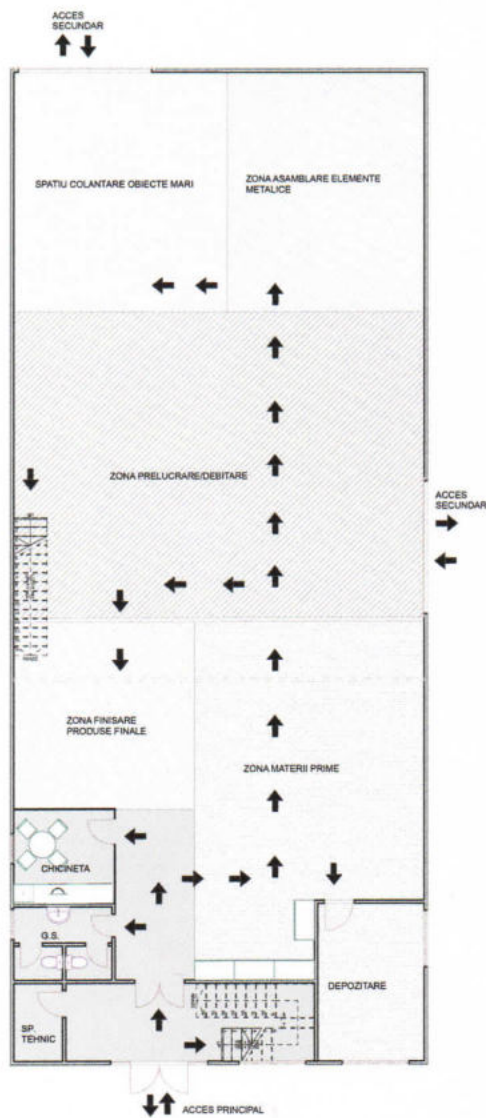 ACCES
SECUNDAR
SPATIU COLANTARE OBIECTE MARI
ZONA ASAMBLARE ELEMENTE
METALICE
ZONA PRELUCRARE/DEBITARE
ACCES
SECUNDAR
ZONA FINISARE
PRODUSE FINALE
ZONA MATERII PRIME
CHICINETA
G.S.
DEPOZITARE
SP.
TEHNIC
ACCES PRINCIPAL